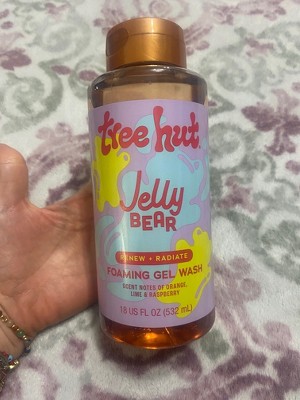 tree hut
Jelly
BEAR
RENEW + RADIATE
FOAMING GEL WASH
SCENT NOTES OF ORANGE,
LIME & RASPBERRY
18 US FL OZ (532 mL)